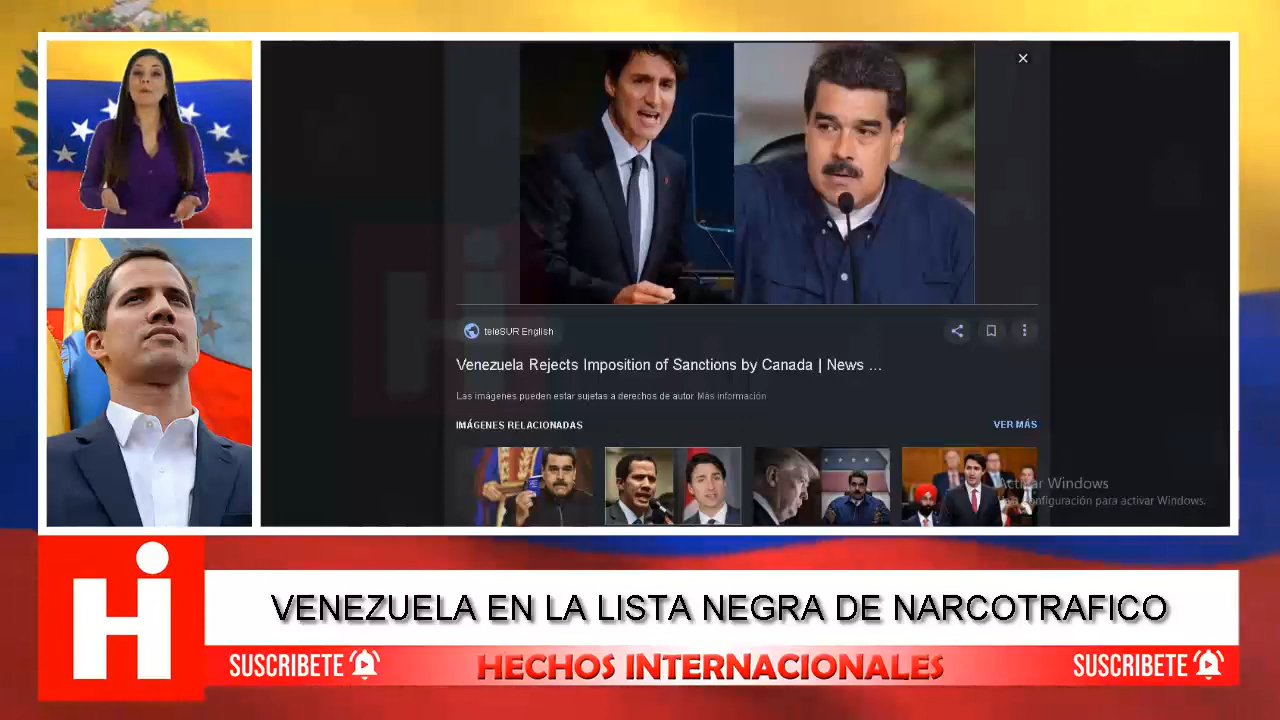 teleSUR English
Venezuela Rejects Imposition of Sanctions by Canada | News ...
Las imágenes pueden estar sujetas a derechos de autor Más información
IMÁGENES RELACIONADAS
VER MÁS
Activar Windows
configuración para activar Windows.
Hi
VENEZUELA EN LA LISTA NEGRA DE NARCOTRAFICO
SUSCRIBETE
HECHOS INTERNACIONALES
SUSCRIBETE